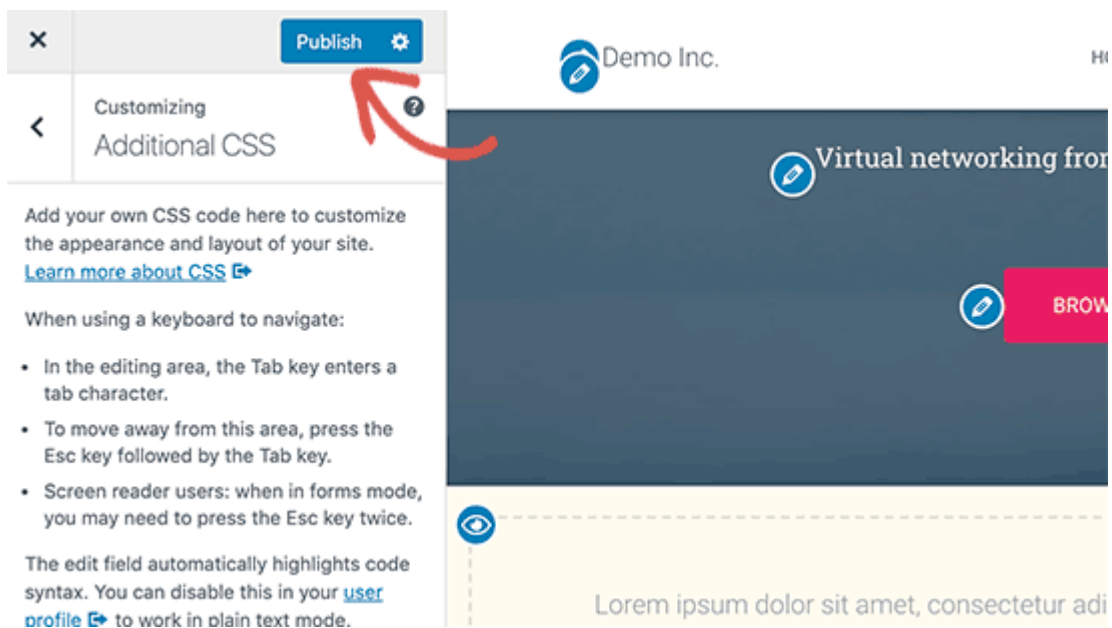 Publish
Customizing
Additional CSS
Add your own CSS code here to customize
the appearance and layout of your site.
Learn more about CSS
When using a keyboard to navigate:
• In the editing area, the Tab key enters a
tab character.
• To move away from this area, press the
Esc key followed by the Tab key.
• Screen reader users: when in forms mode,
you may need to press the Esc key twice.
The edit field automatically highlights code
syntax. You can disable this in your user
profile to work in plain text mode.
Demo Inc.
Virtual networking from
Lorem ipsum dolor sit amet, consectetur adi